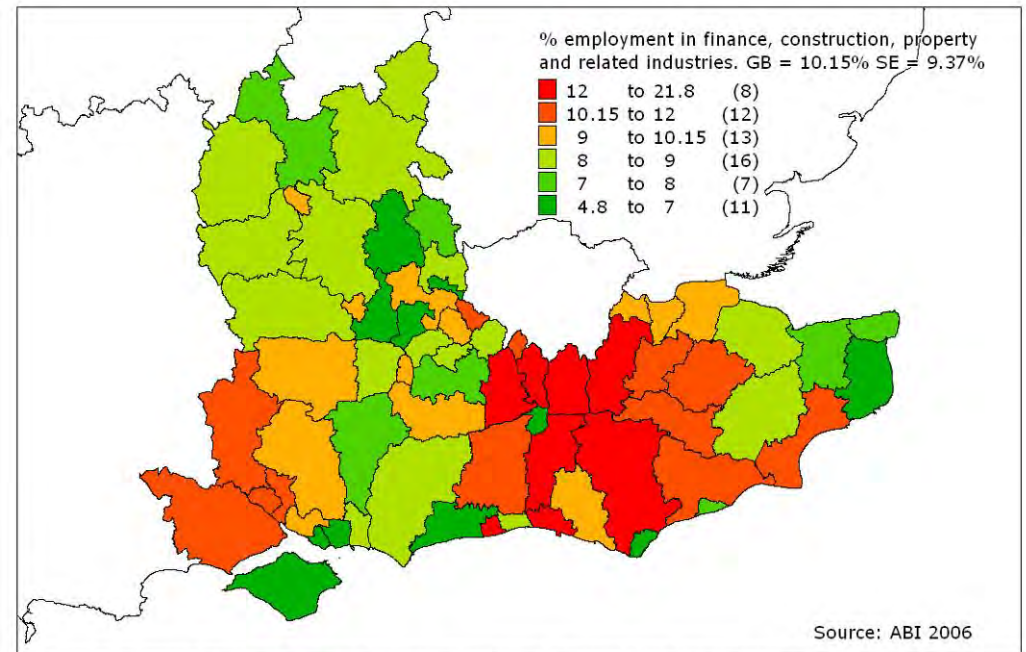 % employment in finance, construction, property
and related industries. GB = 10.15% SE = 9.37%
12 to 21.8 (8)
10.15 to 12 (12)
9 to 10.15 (13)
8 to 9 (16)
7 to 8 (7)
4.8 to 7 (11)
Source: ABI 2006